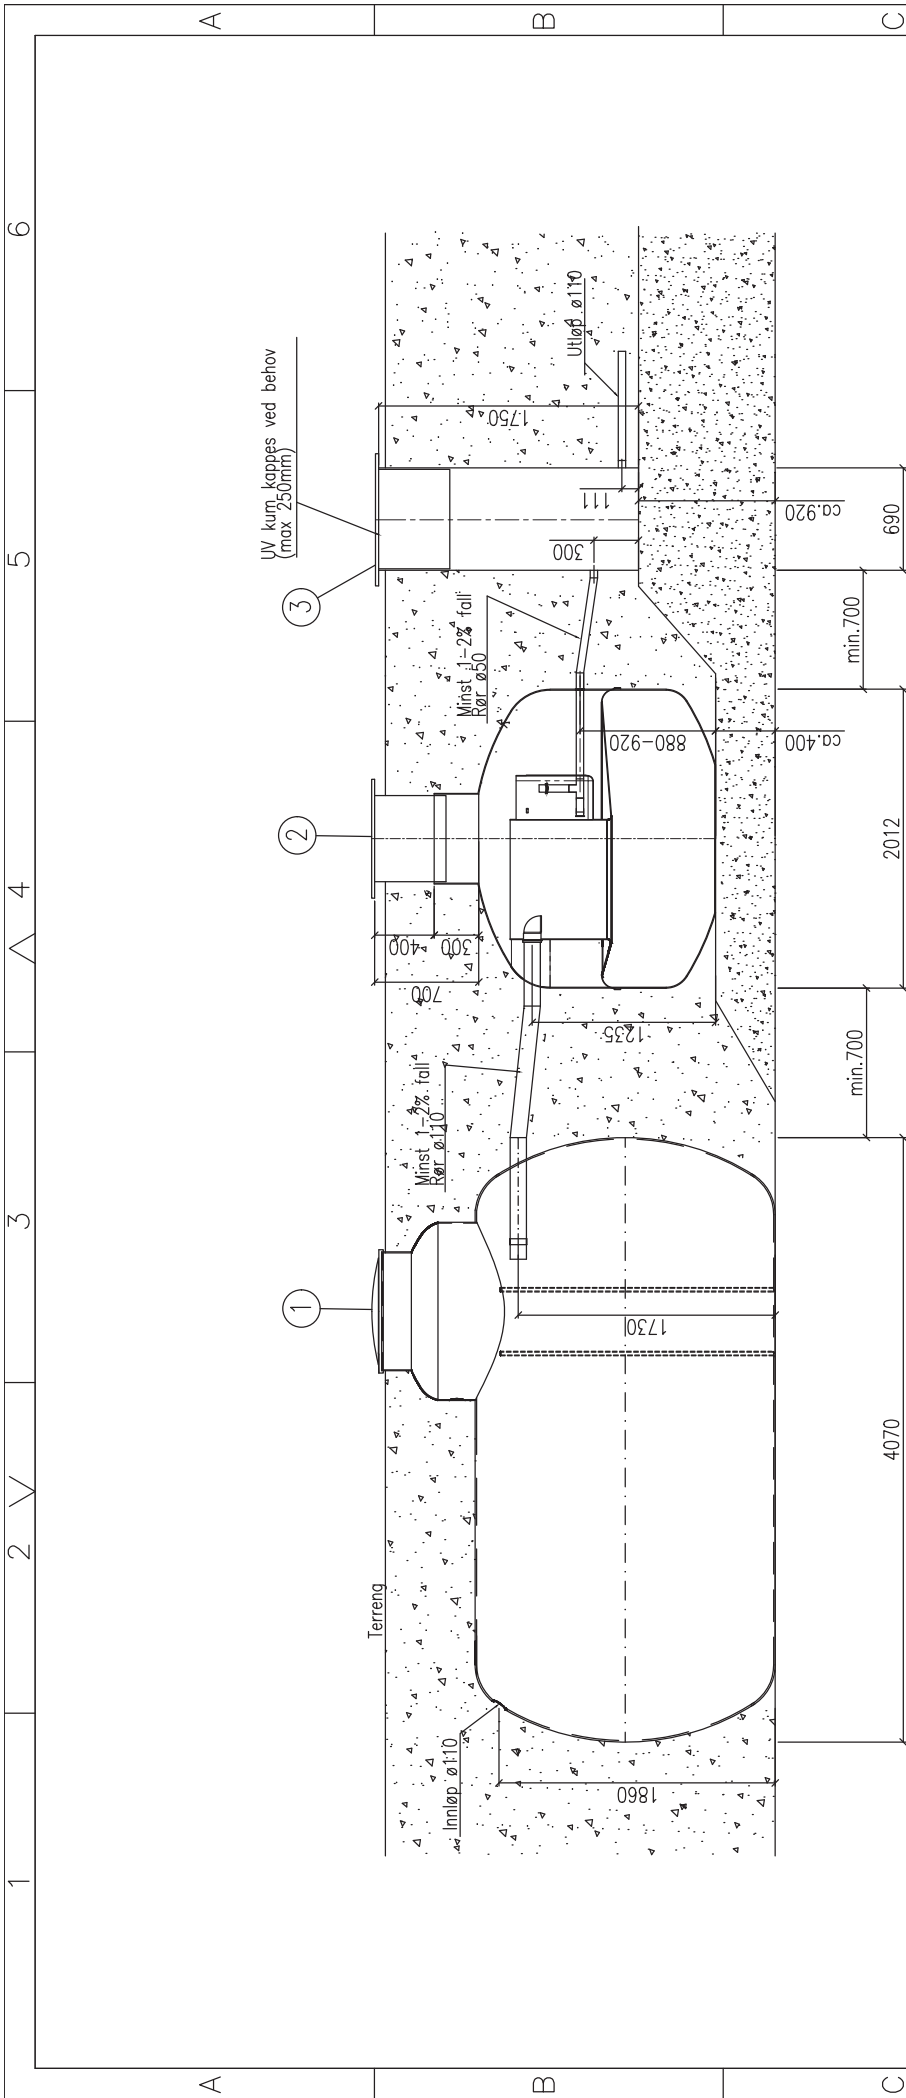 1
2
3
4
5
6
A
B
C
A
B
C
1
2
3
Terreng
Innløp ø110
1860
1730
Minst 1-2% fall
Rør ø110
700
400
300
1235
880-920
Minst 1-2% fall
Rør ø50
300
111
UV kum kappes ved behov
(max 250mm)
1750
Utløp ø110
ca.400
ca.920
4070
min.700
2012
min.700
690